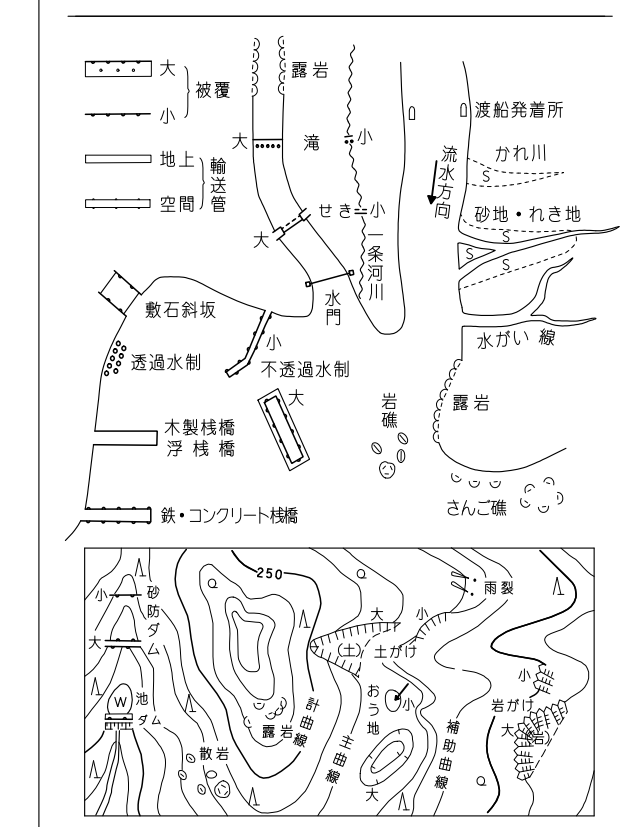 大
小
被覆
地上
空間
輸送管
露岩
大
滝
小
大
せき
小
一条河川
水門
渡船発着所
流水方向
かれ川
S
砂地・れき地
S
S
S
水がい線
露岩
敷石斜坂
透過水制
小
不透過水制
大
木製桟橋
浮桟橋
鉄・コンクリート桟橋
岩礁
さんご礁
小
砂防ダム
大
W
池
ダム
250
Q
Q
大
小
雨裂
(土)
土がけ
小
岩がけ
大
(岩)
おう地
小
大
露岩
計曲線
主曲線
補助曲線
散岩
Q